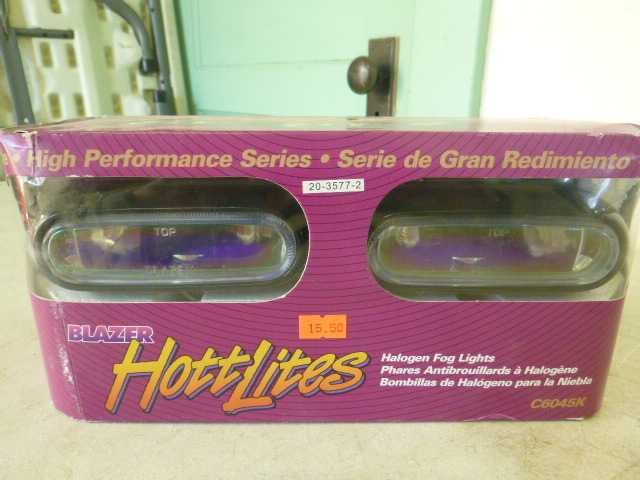 • High Performance Series • Serie de Gran Redimiento
20-3577-2
TOP
BLAZER
TOP
15.50
BLAZER
HottLites
Halogen Fog Lights
Phares Antibrouillards à Halogène
Bombillas de Halógeno para la Niebla
C6045K